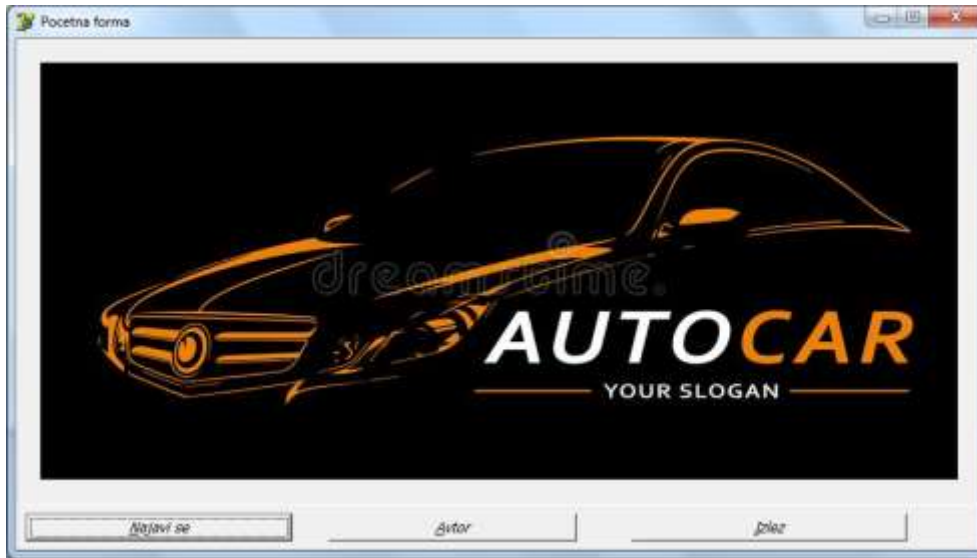 Pocetna forma
dreamstime.
AUTOCAR
YOUR SLOGAN
Najavi se
Avtor
Izlez